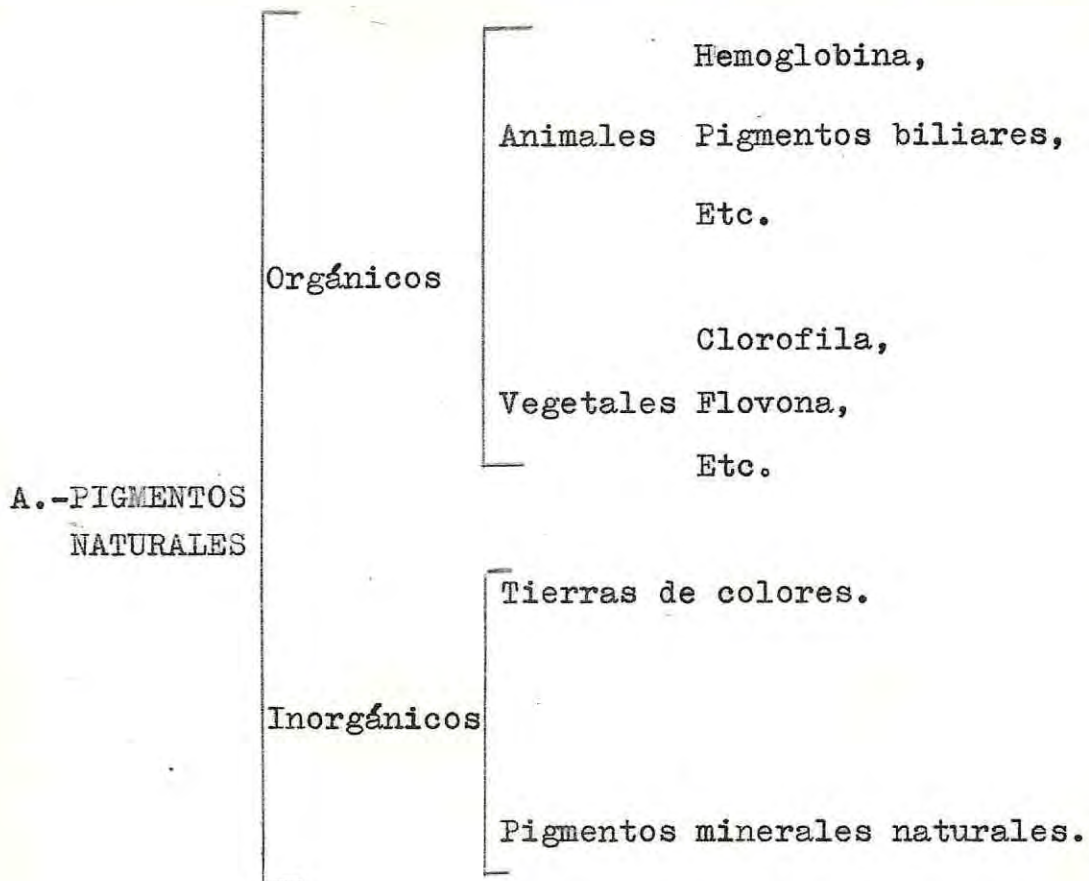 Hemoglobina,
Animales Pigmentos biliares,
Etc.
Orgánicos
Clorofila,
Vegetales Flovona,
Etc.
A.-PIGMENTOS
NATURALES
Tierras de colores.
Inorgánicos
Pigmentos minerales naturales.